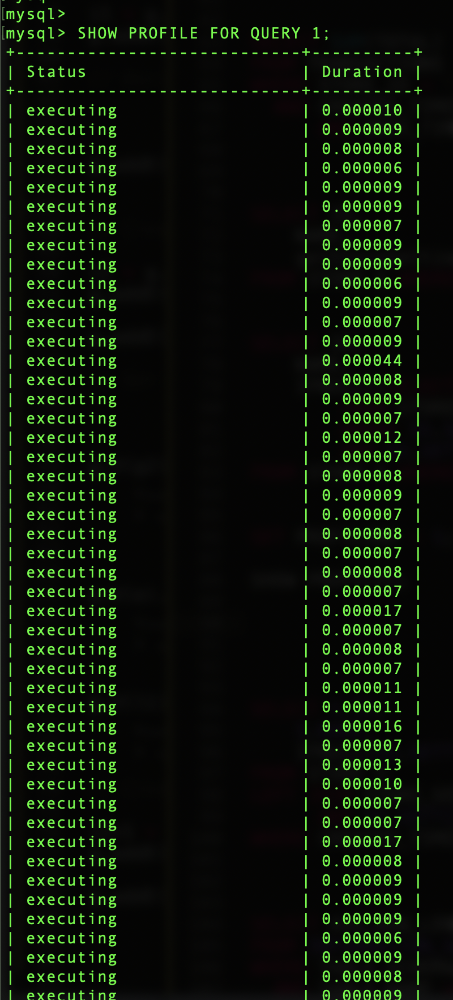 mysql>
mysql> SHOW PROFILE FOR QUERY 1;
+----------------------------+----------+
| Status                     | Duration |
+----------------------------+----------+
| executing                  | 0.000010 |
| executing                  | 0.000009 |
| executing                  | 0.000008 |
| executing                  | 0.000006 |
| executing                  | 0.000009 |
| executing                  | 0.000009 |
| executing                  | 0.000007 |
| executing                  | 0.000009 |
| executing                  | 0.000009 |
| executing                  | 0.000006 |
| executing                  | 0.000009 |
| executing                  | 0.000007 |
| executing                  | 0.000009 |
| executing                  | 0.000044 |
| executing                  | 0.000008 |
| executing                  | 0.000009 |
| executing                  | 0.000007 |
| executing                  | 0.000012 |
| executing                  | 0.000007 |
| executing                  | 0.000008 |
| executing                  | 0.000009 |
| executing                  | 0.000007 |
| executing                  | 0.000008 |
| executing                  | 0.000007 |
| executing                  | 0.000008 |
| executing                  | 0.000007 |
| executing                  | 0.000017 |
| executing                  | 0.000007 |
| executing                  | 0.000008 |
| executing                  | 0.000007 |
| executing                  | 0.000011 |
| executing                  | 0.000011 |
| executing                  | 0.000016 |
| executing                  | 0.000007 |
| executing                  | 0.000013 |
| executing                  | 0.000010 |
| executing                  | 0.000007 |
| executing                  | 0.000007 |
| executing                  | 0.000017 |
| executing                  | 0.000008 |
| executing                  | 0.000009 |
| executing                  | 0.000009 |
| executing                  | 0.000009 |
| executing                  | 0.000006 |
| executing                  | 0.000009 |
| executing                  | 0.000008 |
| executing                  | 0.000009 |